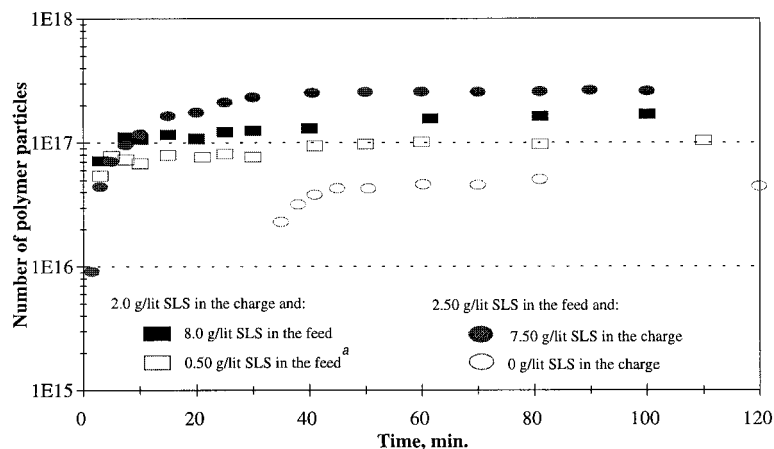 1E18
1E17
1E16
1E15
Number of polymer particles
2.0 g/lit SLS in the charge and:
8.0 g/lit SLS in the feed
0.50 g/lit SLS in the feed a
2.50 g/lit SLS in the feed and:
7.50 g/lit SLS in the charge
0 g/lit SLS in the charge
0 20 40 60 80 100 120
Time, min.